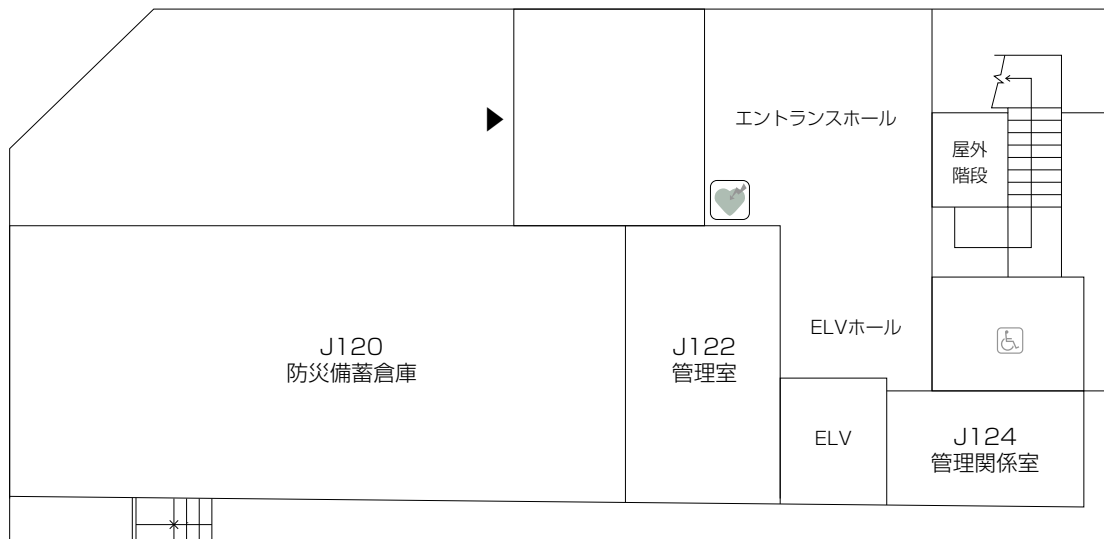 エントランスホール
屋外
階段
ELVホール
J120
防災備蓄倉庫
J122
管理室
ELV
J124
管理関係室